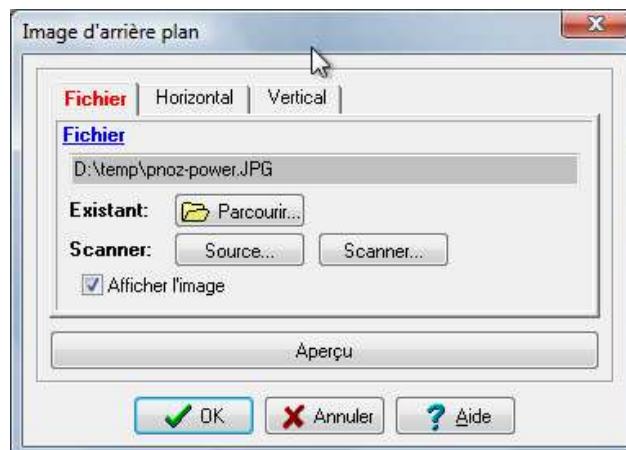 Image d'arrière plan
Fichier Horizontal Vertical
Fichier
D:\temp\pnoz-power.JPG
Existant: Parcourir...
Scanner: Source... Scanner...
Afficher l'image
Aperçu
OK Annuler Aide